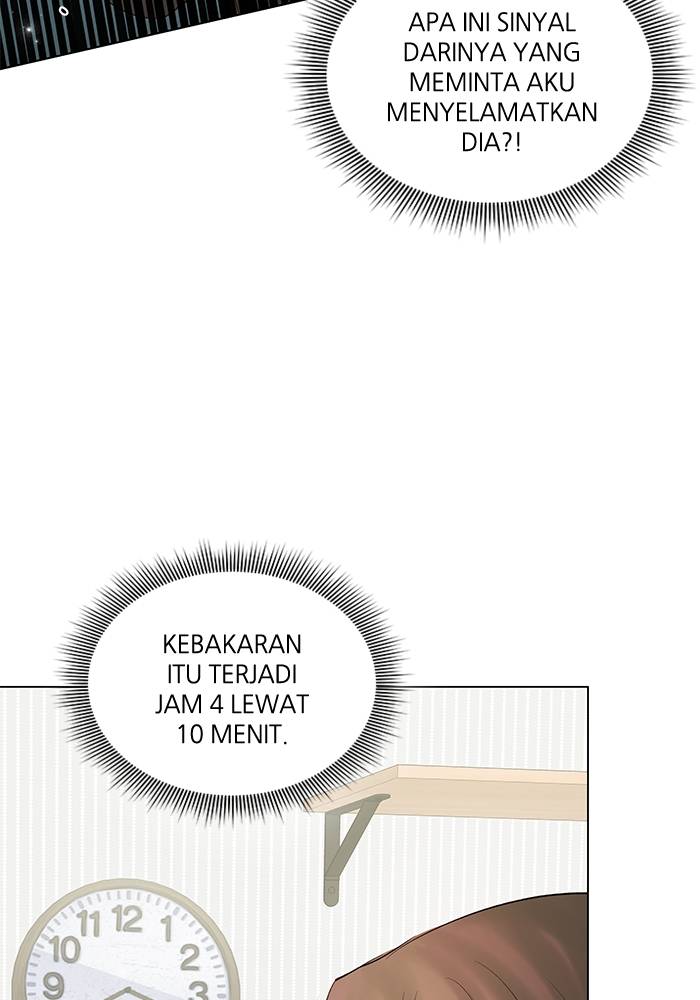 APA INI SINYAL
DARINYA YANG
MEMINTA AKU
MENYELAMATKAN
DIA?!
KEBAKARAN
ITU TERJADI
JAM 4 LEWAT
10 MENIT.
11 12 1
10 2
9 3